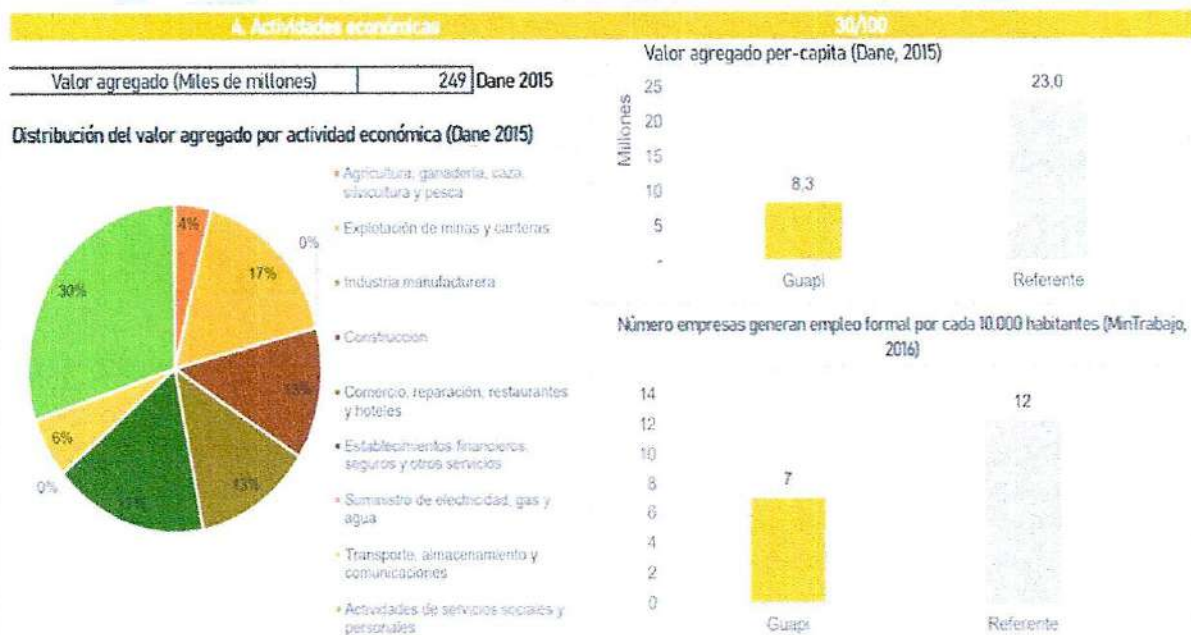 4. Actividades económicas 30/100
Valor agregado (Miles de millones) 249 Dane 2015
Distribución del valor agregado por actividad económica (Dane 2015)
4%
17%
0%
13%
13%
17%
0%
6%
30%
• Agricultura, ganadería, caza,
silvicultura y pesca
• Explotación de minas y canteras
• Industria manufacturera
• Construcción
• Comercio, reparación, restaurantes
y hoteles
• Establecimientos financieros,
seguros y otros servicios
• Suministro de electricidad, gas y
agua
• Transporte, almacenamiento y
comunicaciones
• Actividades de servicios sociales y
personales
Valor agregado per-capita (Dane, 2015)
Millones
25
20
15
10
5
-
8,3
23,0
Guapi Referente
Número empresas generan empleo formal por cada 10.000 habitantes (MinTrabajo,
2016)
14
12
10
8
6
4
2
0
7
12
Guapi Referente